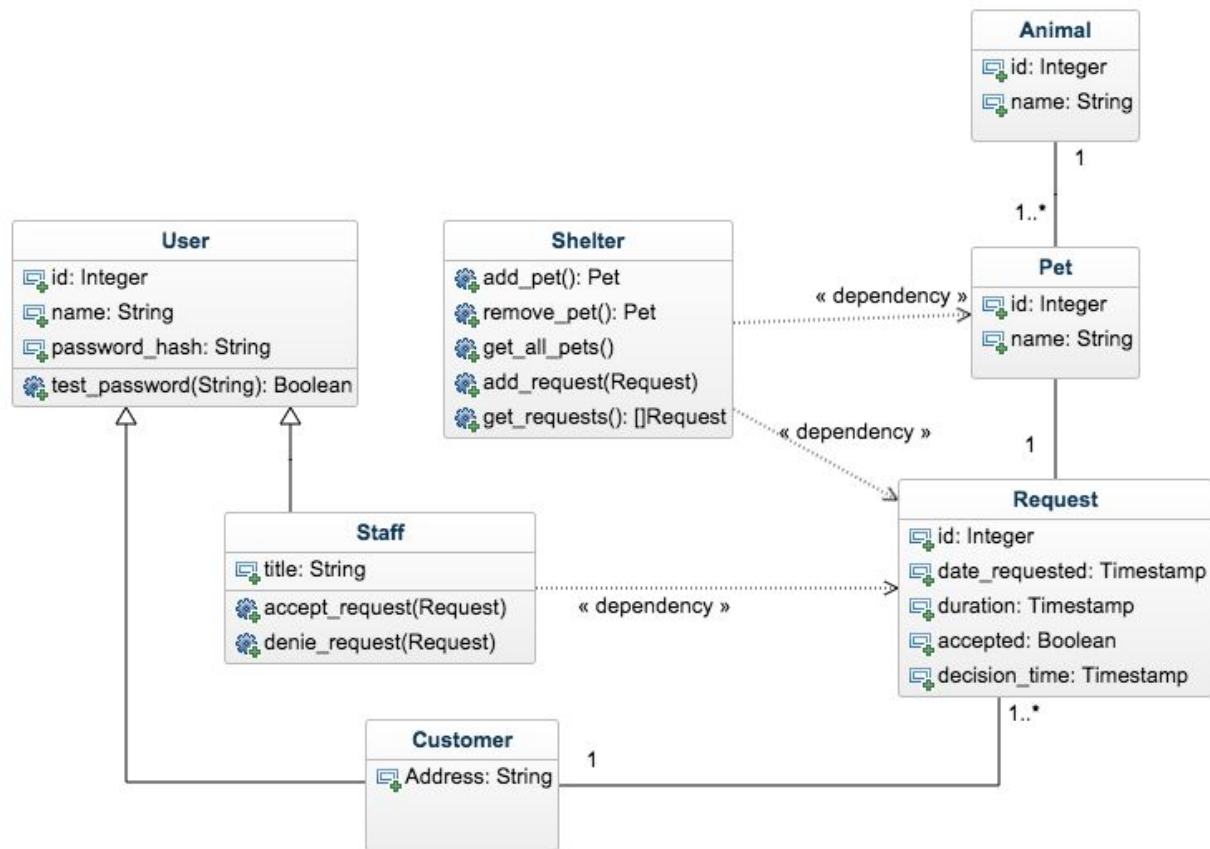 Animal
id: Integer
name: String
1
1..*
User
id: Integer
name: String
password_hash: String
test_password(String): Boolean
Shelter
add_pet(): Pet
remove_pet(): Pet
get_all_pets()
add_request(Request)
get_requests(): []Request
« dependency »
Pet
id: Integer
name: String
« dependency »
1
Staff
title: String
accept_request(Request)
denie_request(Request)
« dependency »
Request
id: Integer
date_requested: Timestamp
duration: Timestamp
accepted: Boolean
decision_time: Timestamp
1..*
Customer
Address: String
1